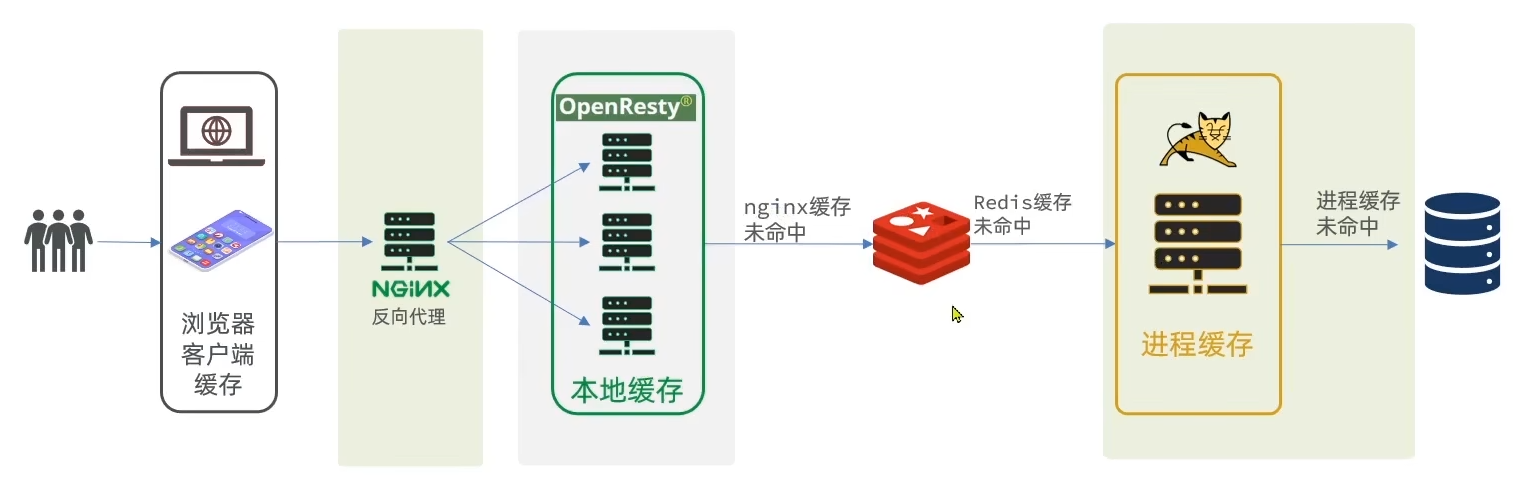 浏览器
客户端
缓存
NGINX
反向代理
OpenResty®
本地缓存
nginx缓存
未命中
Redis缓存
未命中
进程缓存
进程缓存
未命中